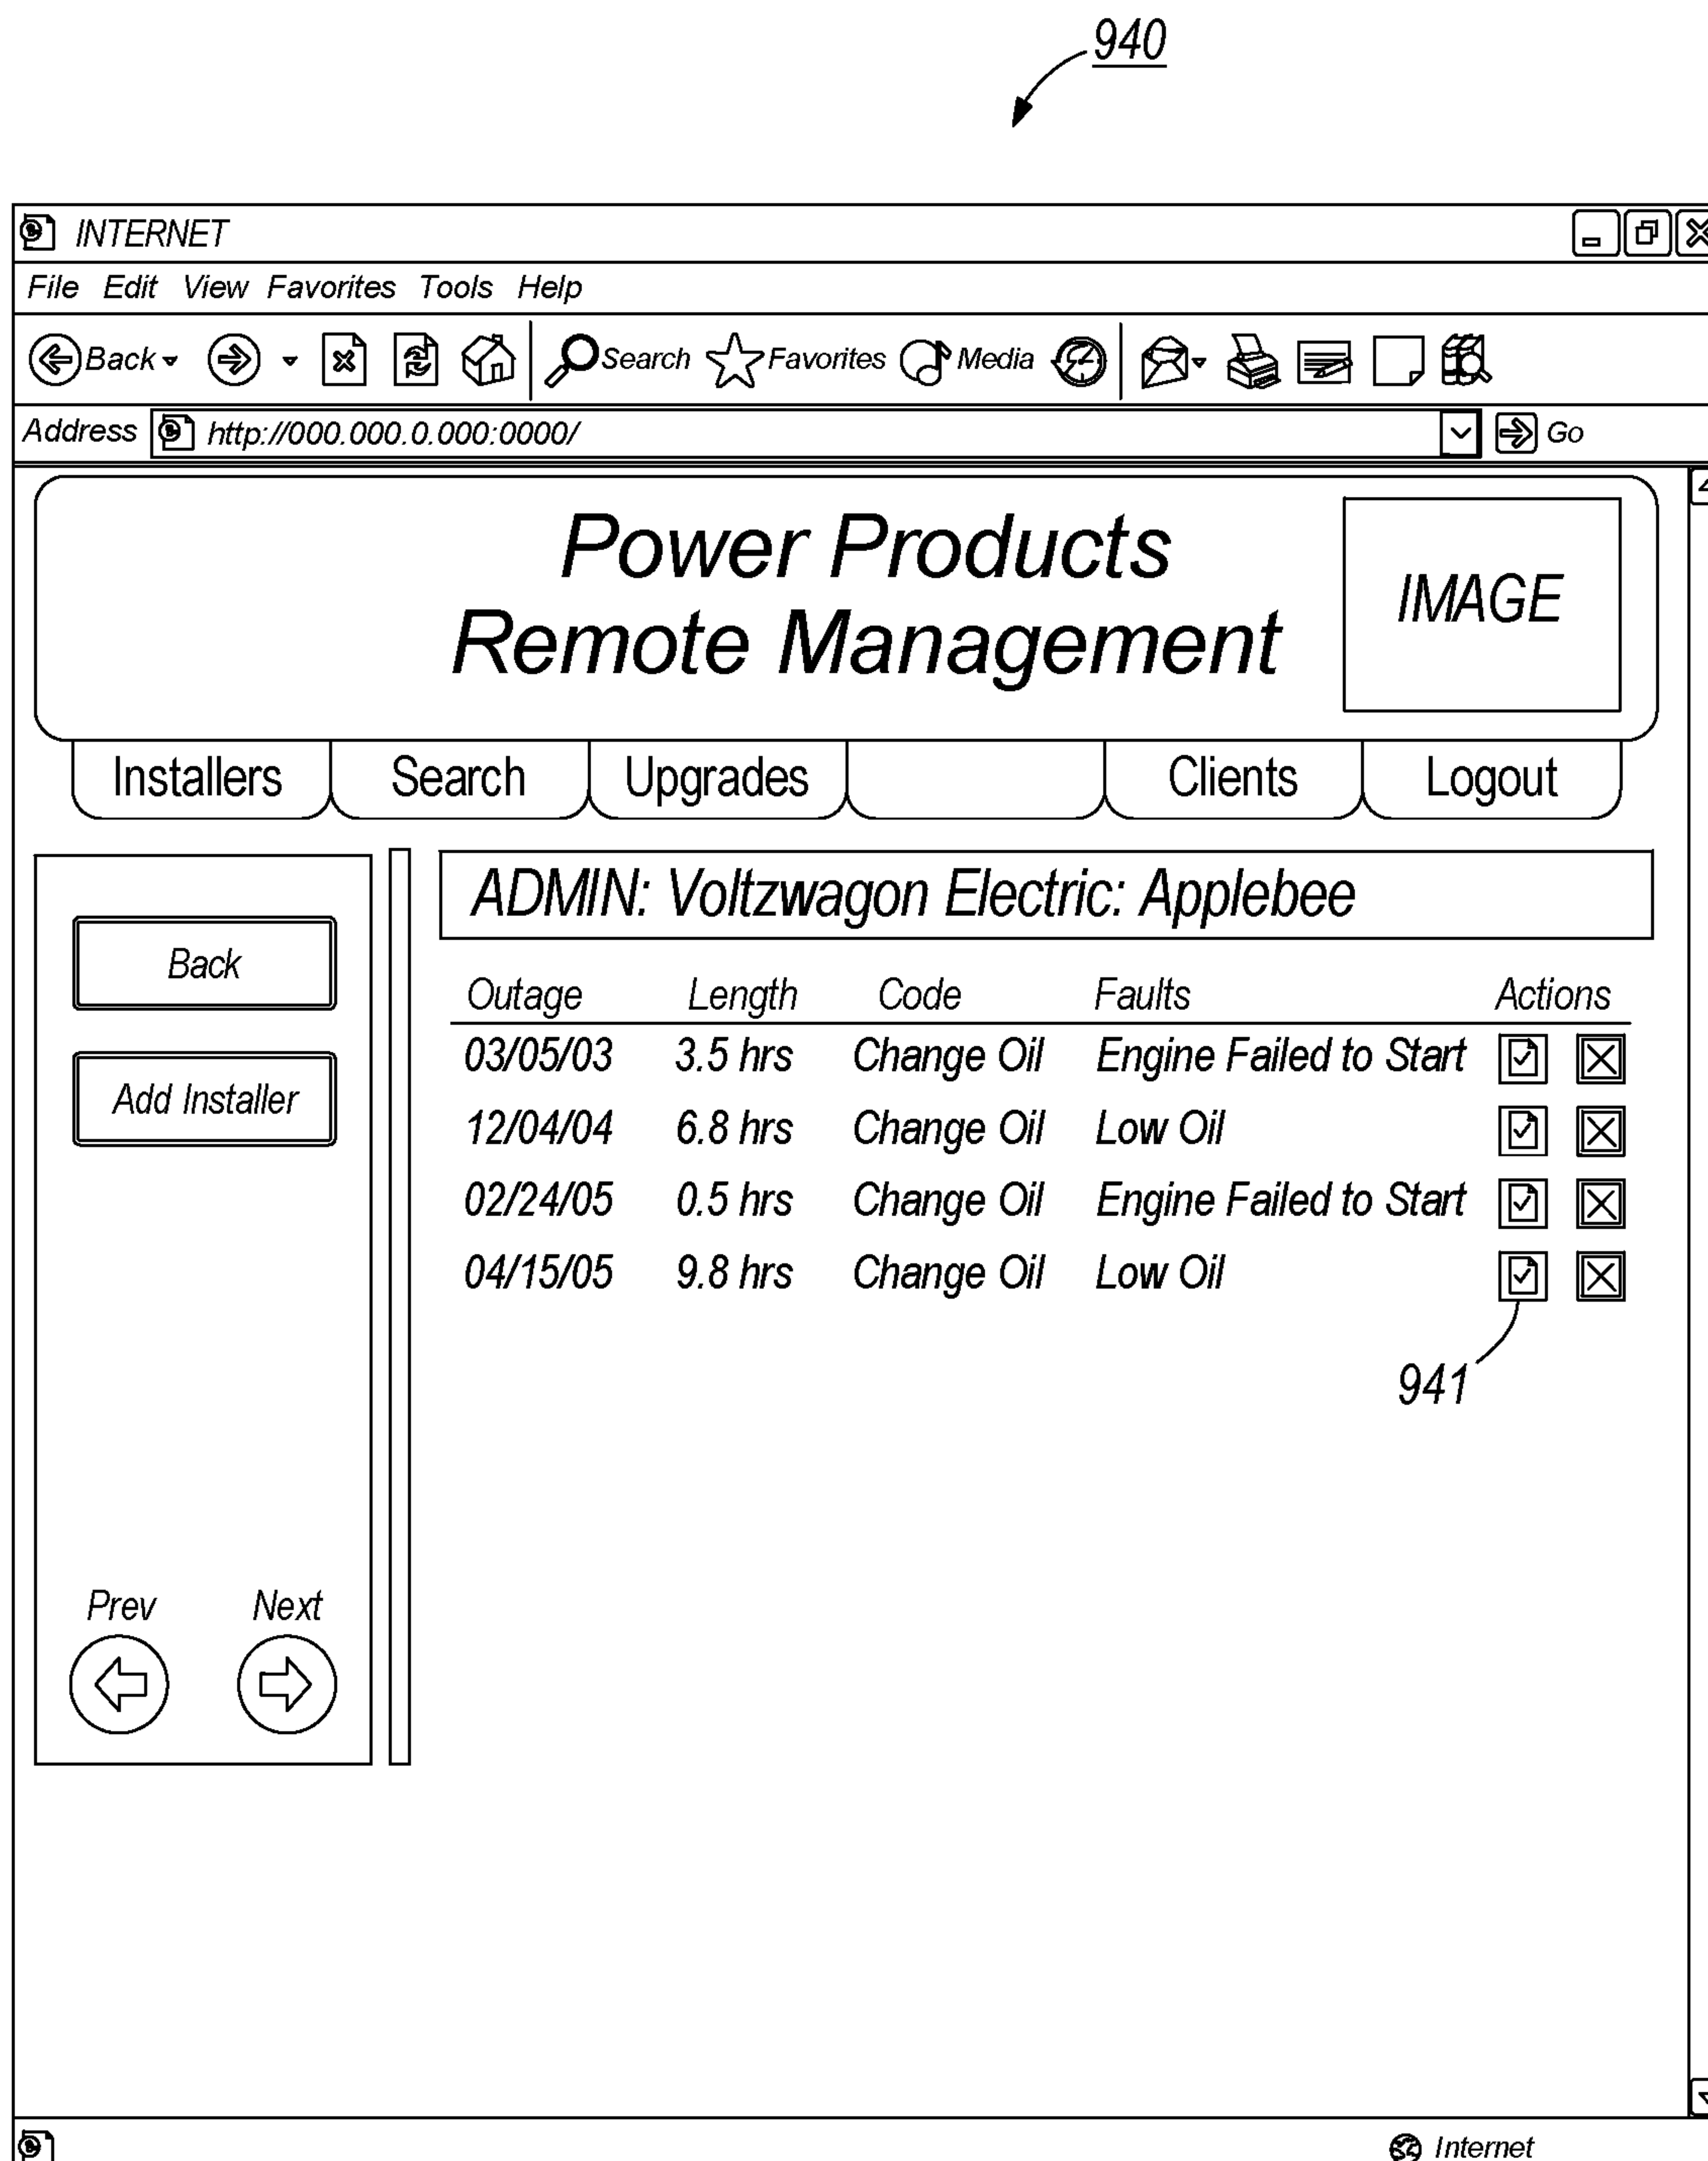 940
INTERNET
File Edit View Favorites Tools Help
Back Search Favorites Media
Address http://000.000.0.000:0000/ Go
Power Products
Remote Management
IMAGE
Installers Search Upgrades Clients Logout
Back
Add Installer
Prev Next
ADMIN: Voltzwagon Electric: Applebee
Outage Length Code Faults Actions
03/05/03 3.5 hrs Change Oil Engine Failed to Start
12/04/04 6.8 hrs Change Oil Low Oil
02/24/05 0.5 hrs Change Oil Engine Failed to Start
04/15/05 9.8 hrs Change Oil Low Oil
941
Internet